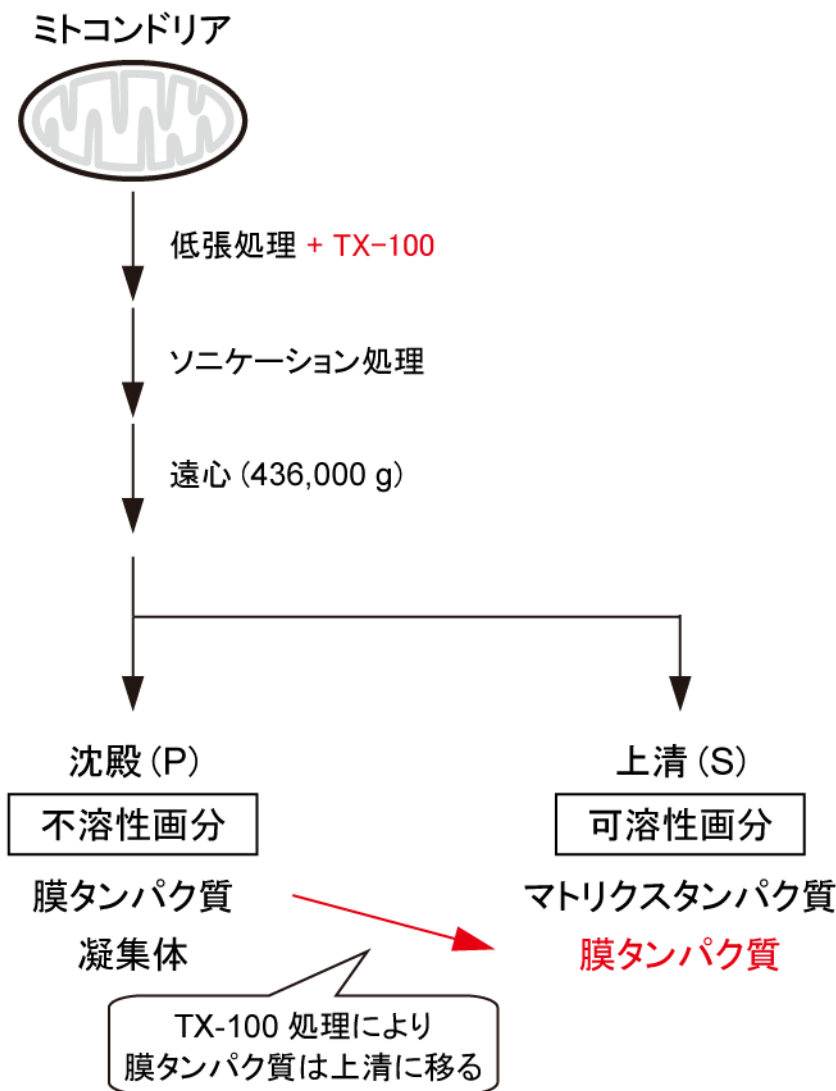 ミトコンドリア
低張処理 + TX-100
ソニケーション処理
遠心 (436,000 g)
沈殿 (P)
上清 (S)
不溶性画分
可溶性画分
膜タンパク質
マトリクスタンパク質
凝集体
膜タンパク質
TX-100 処理により
膜タンパク質は上清に移る